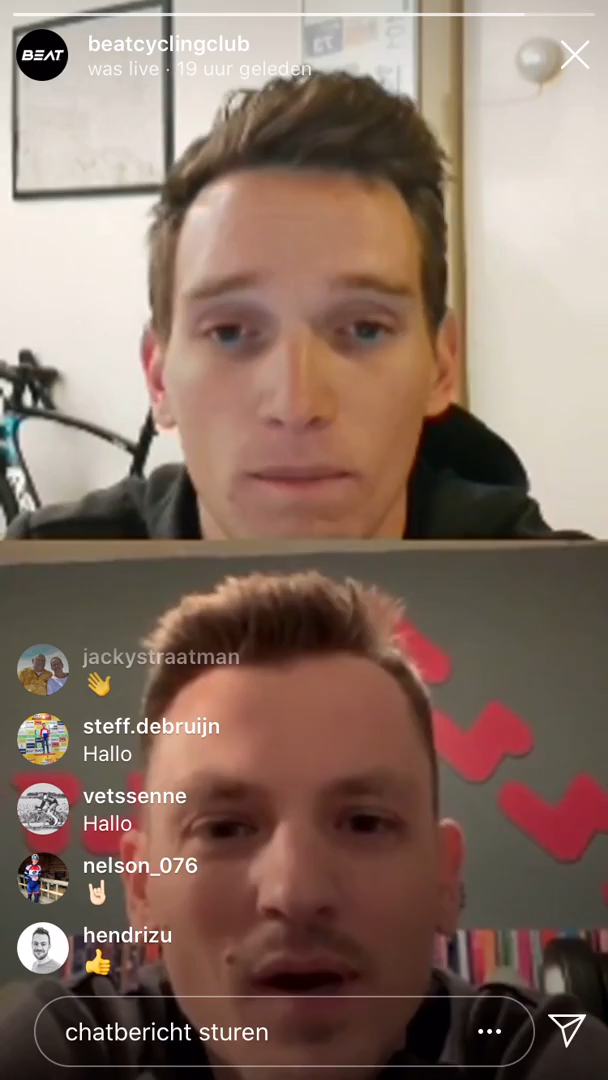 BEAT
beatcyclingclub
was live · 19 uur geleden
jackystraatman
👋
steff.debruijn
Hallo
vetssenne
Hallo
nelson_076
🤘🏻
hendrizu
👍
chatbericht sturen